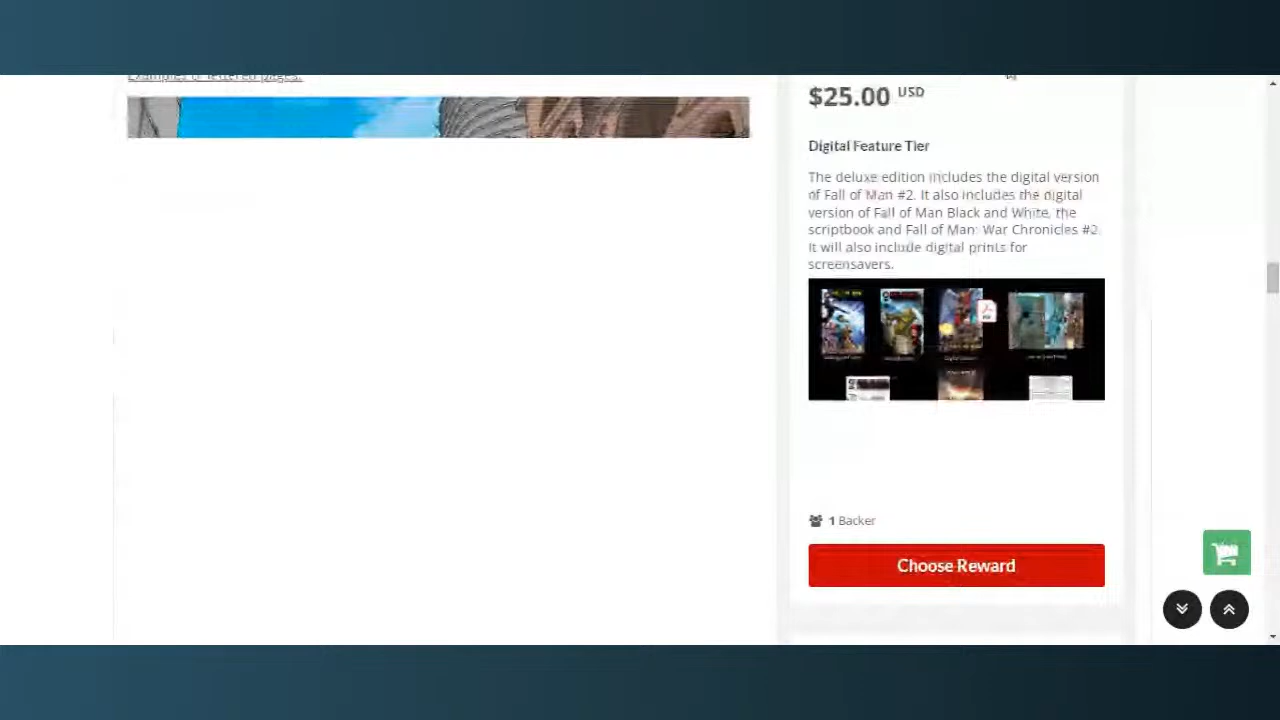 Examples of lettered pages:
$25.00 USD
Digital Feature Tier
The deluxe edition includes the digital version
of Fall of Man #2. It also includes the digital
version of Fall of Man Black and White, the
scriptbook and Fall of Man: War Chronicles #2.
It will also include digital prints for
screensavers.
1 Backer
Choose Reward